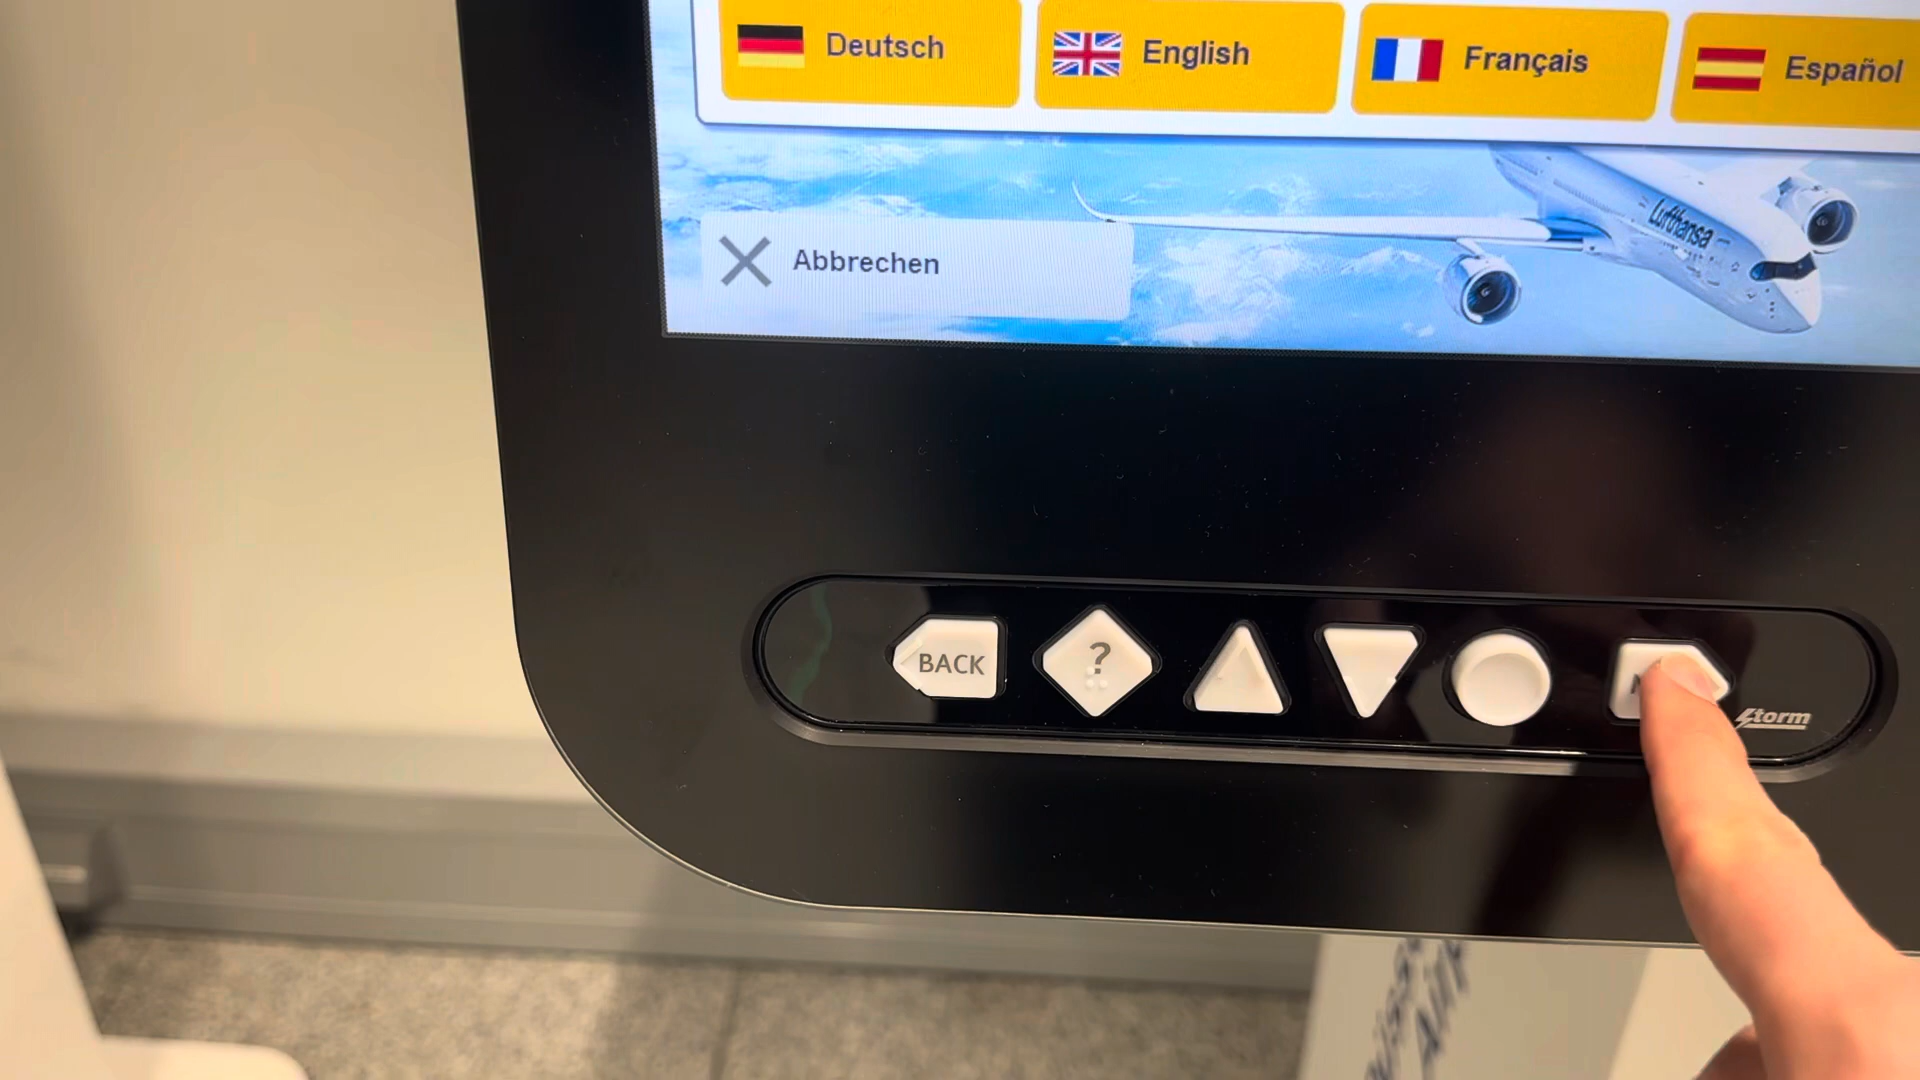 Deutsch
English
Français
Español
Lufthansa
Abbrechen
BACK
?
Storm